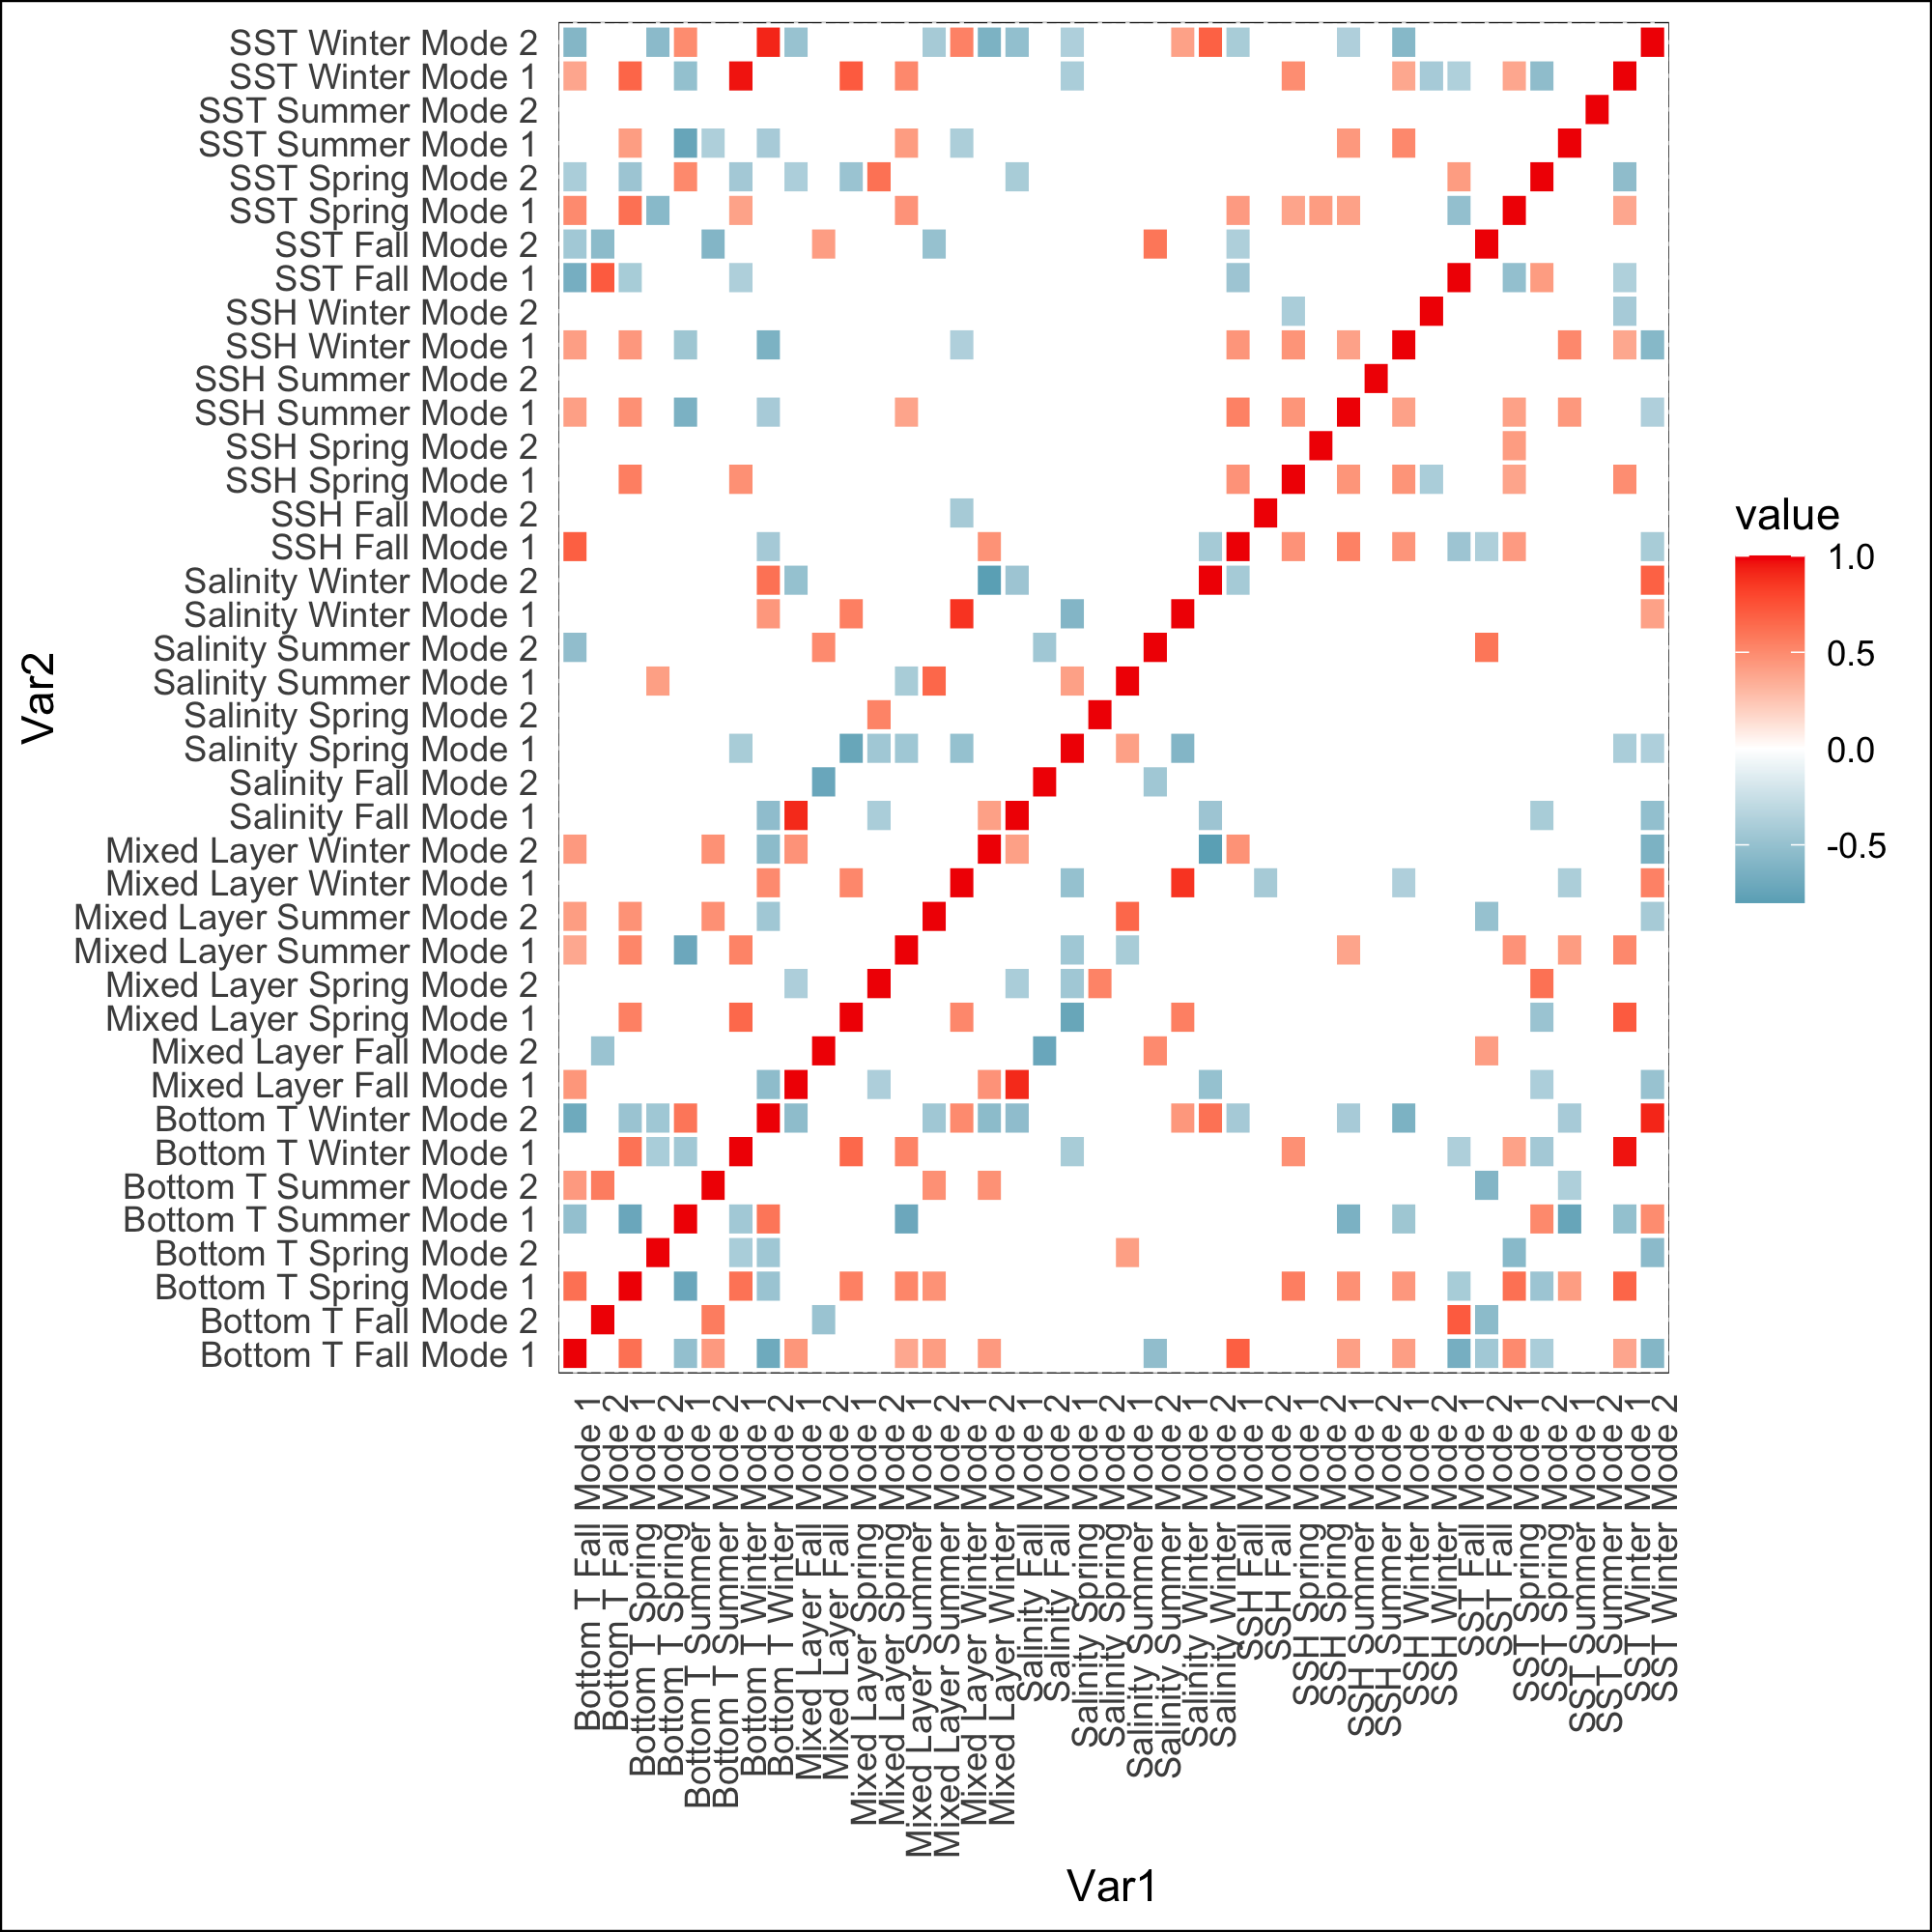 SST Winter Mode 2
SST Winter Mode 1
SST Summer Mode 2
SST Summer Mode 1
SST Spring Mode 2
SST Spring Mode 1
SST Fall Mode 2
SST Fall Mode 1
SSH Winter Mode 2
SSH Winter Mode 1
SSH Summer Mode 2
SSH Summer Mode 1
SSH Spring Mode 2
SSH Spring Mode 1
SSH Fall Mode 2
SSH Fall Mode 1
Salinity Winter Mode 2
Salinity Winter Mode 1
Salinity Summer Mode 2
Salinity Summer Mode 1
Salinity Spring Mode 2
Salinity Spring Mode 1
Salinity Fall Mode 2
Salinity Fall Mode 1
Mixed Layer Winter Mode 2
Mixed Layer Winter Mode 1
Mixed Layer Summer Mode 2
Mixed Layer Summer Mode 1
Mixed Layer Spring Mode 2
Mixed Layer Spring Mode 1
Mixed Layer Fall Mode 2
Mixed Layer Fall Mode 1
Bottom T Winter Mode 2
Bottom T Winter Mode 1
Bottom T Summer Mode 2
Bottom T Summer Mode 1
Bottom T Spring Mode 2
Bottom T Spring Mode 1
Bottom T Fall Mode 2
Bottom T Fall Mode 1
Var2
Bottom T Fall Mode 1
Bottom T Fall Mode 2
Bottom T Spring Mode 1
Bottom T Spring Mode 2
Bottom T Summer Mode 1
Bottom T Summer Mode 2
Bottom T Winter Mode 1
Bottom T Winter Mode 2
Mixed Layer Fall Mode 1
Mixed Layer Fall Mode 2
Mixed Layer Spring Mode 1
Mixed Layer Spring Mode 2
Mixed Layer Summer Mode 1
Mixed Layer Summer Mode 2
Mixed Layer Winter Mode 1
Mixed Layer Winter Mode 2
Salinity Fall Mode 1
Salinity Fall Mode 2
Salinity Spring Mode 1
Salinity Spring Mode 2
Salinity Summer Mode 1
Salinity Summer Mode 2
Salinity Winter Mode 1
Salinity Winter Mode 2
SSH Fall Mode 1
SSH Fall Mode 2
SSH Spring Mode 1
SSH Spring Mode 2
SSH Summer Mode 1
SSH Summer Mode 2
SSH Winter Mode 1
SSH Winter Mode 2
SST Fall Mode 1
SST Fall Mode 2
SST Spring Mode 1
SST Spring Mode 2
SST Summer Mode 1
SST Summer Mode 2
SST Winter Mode 1
SST Winter Mode 2
Var1
value
1.0
0.5
0.0
-0.5